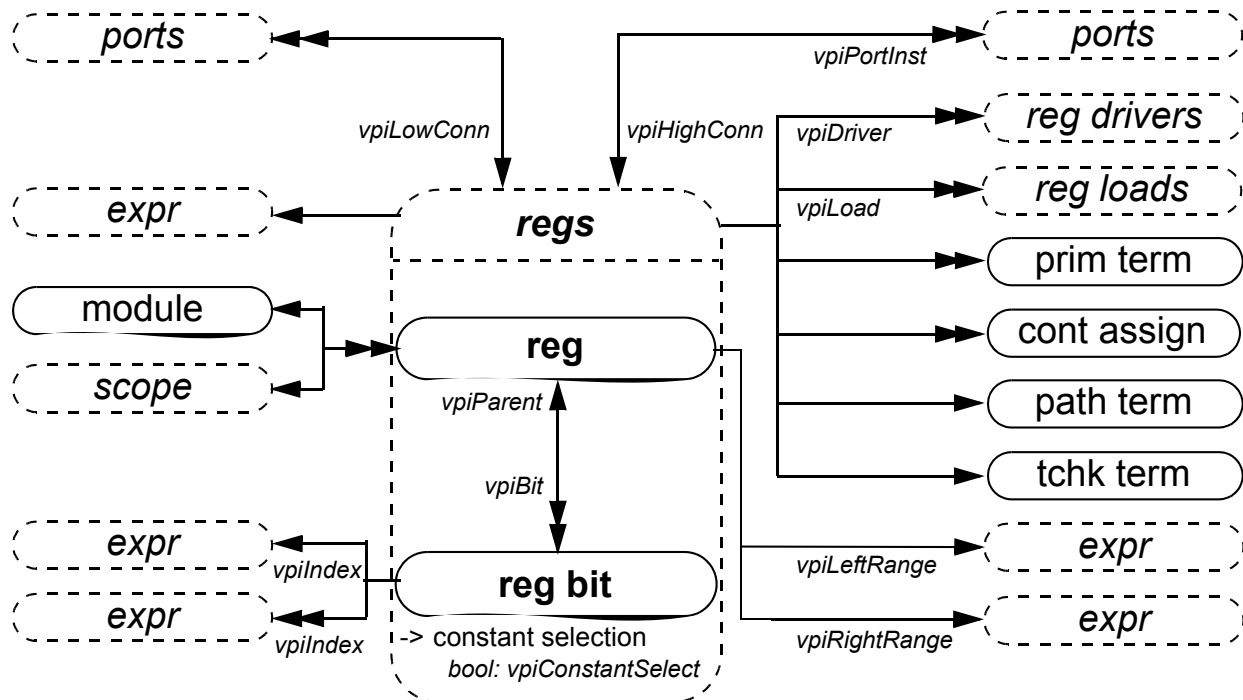 ports
ports
vpiPortInst
vpiLowConn
vpiHighConn
vpiDriver
reg drivers
expr
regs
vpiLoad
reg loads
prim term
module
reg
cont assign
scope
vpiParent
path term
vpiBit
tchk term
expr
vpiIndex
reg bit
vpiLeftRange
expr
expr
vpiIndex
-> constant selection
bool: vpiConstantSelect
vpiRightRange
expr